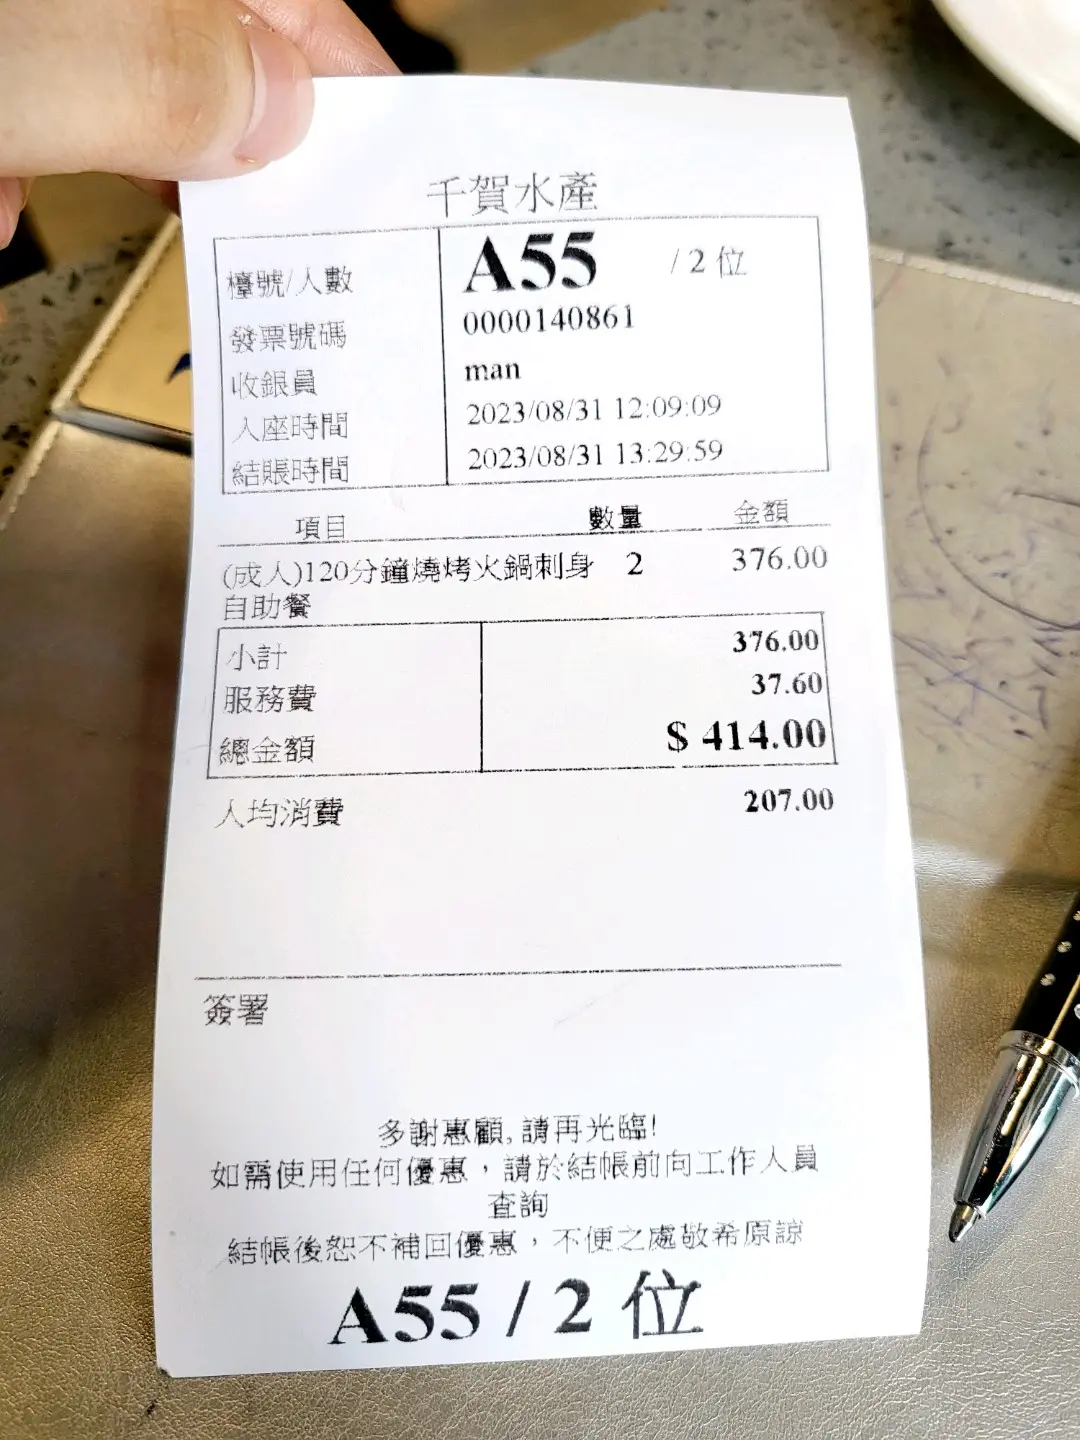 千賀水產
檯號/人數 A55 / 2 位
發票號碼 0000140861
收銀員 man
入座時間 2023/08/31 12:09:09
結賬時間 2023/08/31 13:29:59
項目 數量 金額
(成人)120分鐘燒烤火鍋刺身 2 376.00
自助餐
小計 376.00
服務費 37.60
總金額 $ 414.00
人均消費 207.00
簽署
多謝惠顧,請再光臨!
如需使用任何優惠，請於結帳前向工作人員
查詢
結帳後恕不補回優惠，不便之處敬希原諒
A55 / 2 位